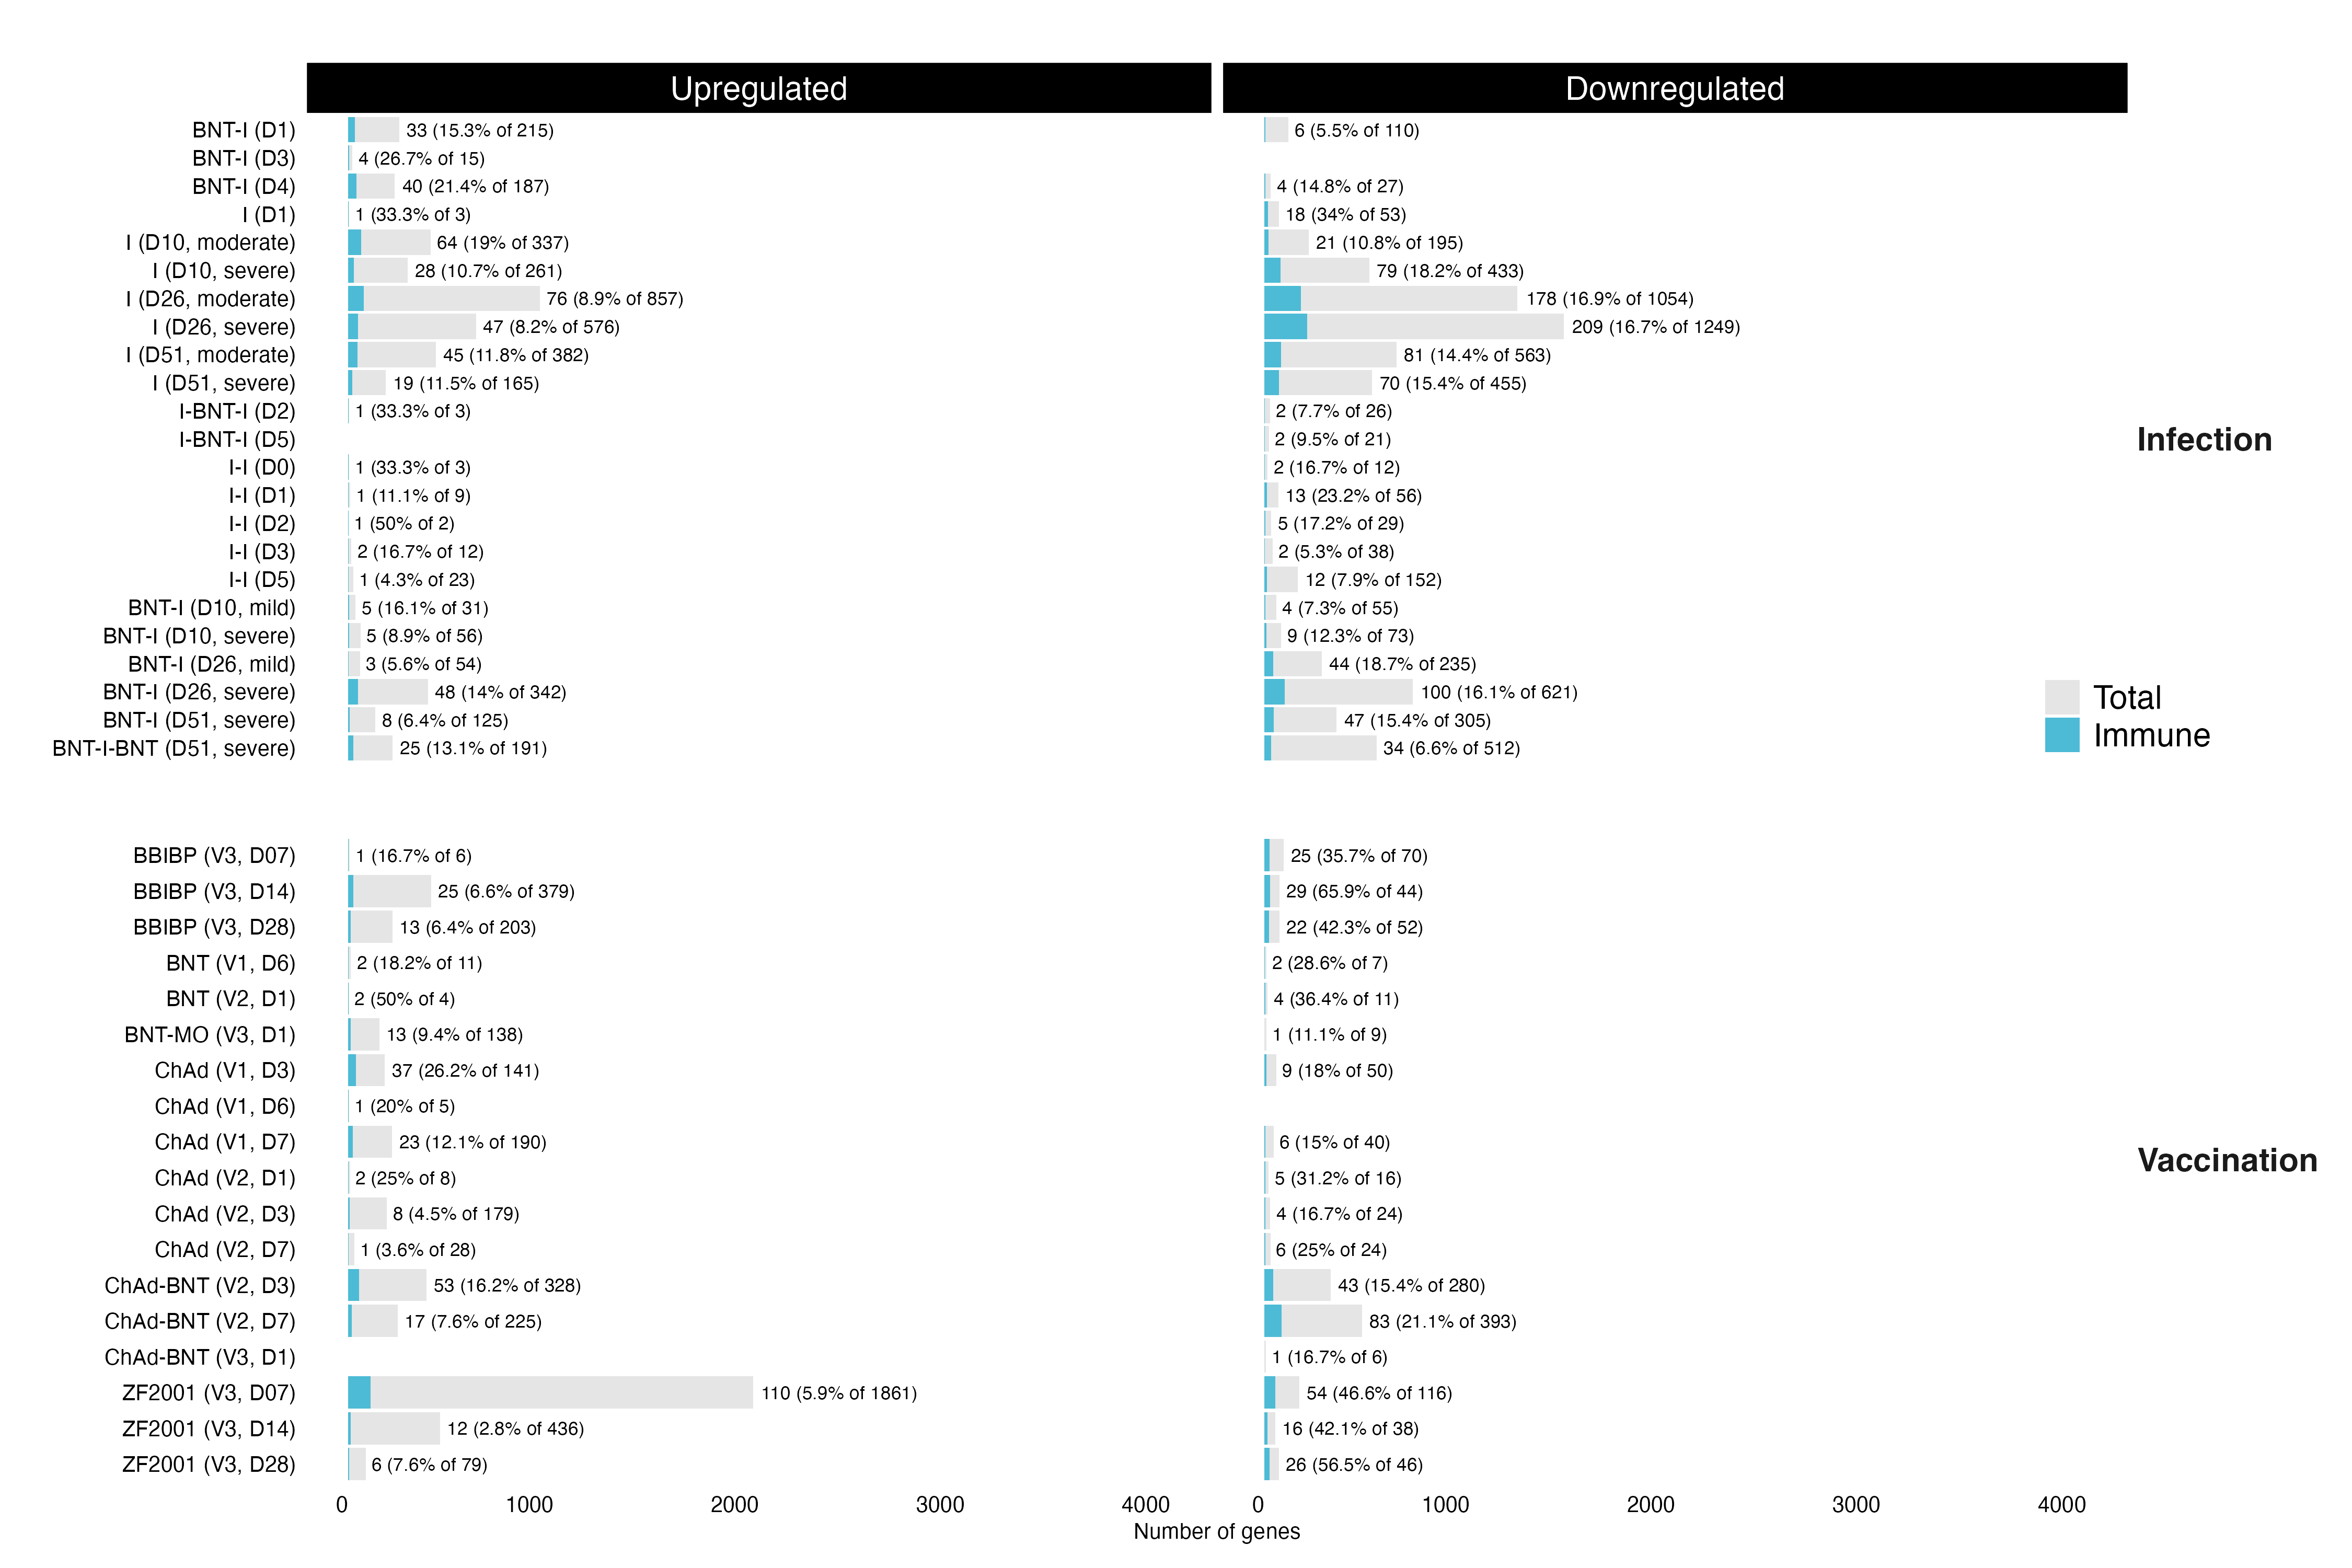 Upregulated Downregulated
BNT-I (D1) 33 (15.3% of 215) 6 (5.5% of 110)
BNT-I (D3) 4 (26.7% of 15)
BNT-I (D4) 40 (21.4% of 187) 4 (14.8% of 27)
I (D1) 1 (33.3% of 3) 18 (34% of 53)
I (D10, moderate) 64 (19% of 337) 21 (10.8% of 195)
I (D10, severe) 28 (10.7% of 261) 79 (18.2% of 433)
I (D26, moderate) 76 (8.9% of 857) 178 (16.9% of 1054)
I (D26, severe) 47 (8.2% of 576) 209 (16.7% of 1249)
I (D51, moderate) 45 (11.8% of 382) 81 (14.4% of 563)
I (D51, severe) 19 (11.5% of 165) 70 (15.4% of 455)
I-BNT-I (D2) 1 (33.3% of 3) 2 (7.7% of 26)
I-BNT-I (D5) 2 (9.5% of 21) Infection
I-I (D0) 1 (33.3% of 3) 2 (16.7% of 12)
I-I (D1) 1 (11.1% of 9) 13 (23.2% of 56)
I-I (D2) 1 (50% of 2) 5 (17.2% of 29)
I-I (D3) 2 (16.7% of 12) 2 (5.3% of 38)
I-I (D5) 1 (4.3% of 23) 12 (7.9% of 152)
BNT-I (D10, mild) 5 (16.1% of 31) 4 (7.3% of 55)
BNT-I (D10, severe) 5 (8.9% of 56) 9 (12.3% of 73)
BNT-I (D26, mild) 3 (5.6% of 54) 44 (18.7% of 235)
BNT-I (D26, severe) 48 (14% of 342) 100 (16.1% of 621) Total
BNT-I (D51, severe) 8 (6.4% of 125) 47 (15.4% of 305) Immune
BNT-I-BNT (D51, severe) 25 (13.1% of 191) 34 (6.6% of 512)
BBIBP (V3, D07) 1 (16.7% of 6) 25 (35.7% of 70)
BBIBP (V3, D14) 25 (6.6% of 379) 29 (65.9% of 44)
BBIBP (V3, D28) 13 (6.4% of 203) 22 (42.3% of 52)
BNT (V1, D6) 2 (18.2% of 11) 2 (28.6% of 7)
BNT (V2, D1) 2 (50% of 4) 4 (36.4% of 11)
BNT-MO (V3, D1) 13 (9.4% of 138) 1 (11.1% of 9)
ChAd (V1, D3) 37 (26.2% of 141) 9 (18% of 50)
ChAd (V1, D6) 1 (20% of 5)
ChAd (V1, D7) 23 (12.1% of 190) 6 (15% of 40) Vaccination
ChAd (V2, D1) 2 (25% of 8) 5 (31.2% of 16)
ChAd (V2, D3) 8 (4.5% of 179) 4 (16.7% of 24)
ChAd (V2, D7) 1 (3.6% of 28) 6 (25% of 24)
ChAd-BNT (V2, D3) 53 (16.2% of 328) 43 (15.4% of 280)
ChAd-BNT (V2, D7) 17 (7.6% of 225) 83 (21.1% of 393)
ChAd-BNT (V3, D1) 1 (16.7% of 6)
ZF2001 (V3, D07) 110 (5.9% of 1861) 54 (46.6% of 116)
ZF2001 (V3, D14) 12 (2.8% of 436) 16 (42.1% of 38)
ZF2001 (V3, D28) 6 (7.6% of 79) 26 (56.5% of 46)
0 1000 2000 3000 4000 0 1000 2000 3000 4000
Number of genes